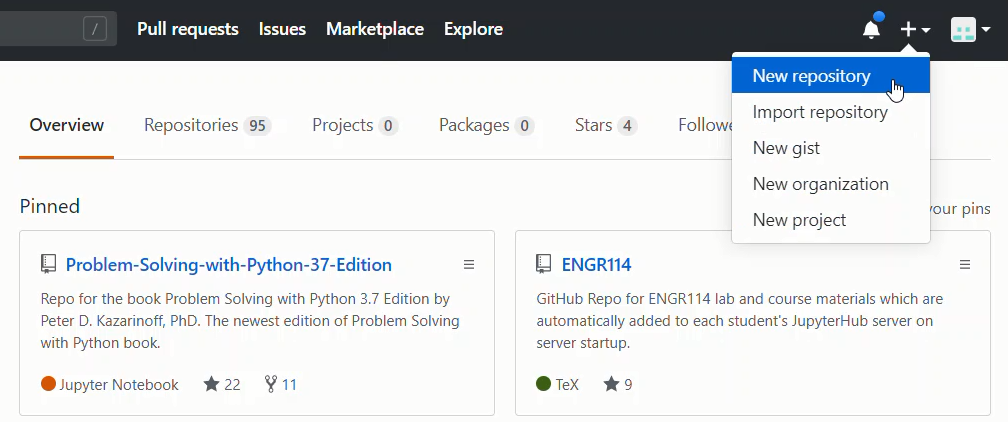 / Pull requests Issues Marketplace Explore
New repository
Import repository
New gist
New organization
New project
Overview Repositories 95 Projects 0 Packages 0 Stars 4
Pinned
pins
Problem-Solving-with-Python-37-Edition
Repo for the book Problem Solving with Python 3.7 Edition by
Peter D. Kazarinoff, PhD. The newest edition of Problem Solving
with Python book.
Jupyter Notebook 22 11
ENGR114
GitHub Repo for ENGR114 lab and course materials which are
automatically added to each student's JupyterHub server on
server startup.
TeX 9